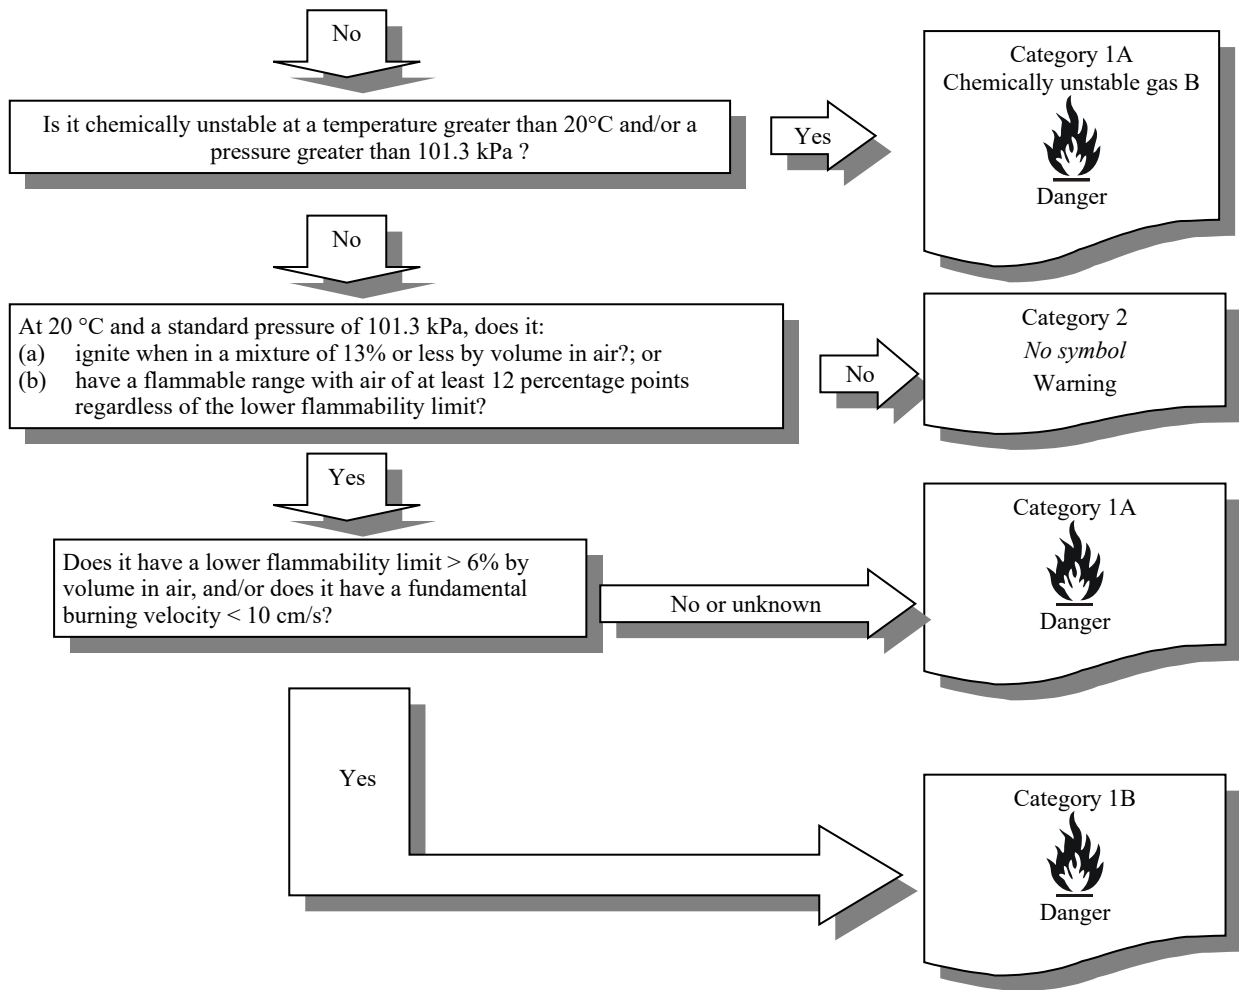 No
Category 1A
Chemically unstable gas B
Danger
Is it chemically unstable at a temperature greater than 20°C and/or a
pressure greater than 101.3 kPa ?
Yes
No
At 20 °C and a standard pressure of 101.3 kPa, does it:
(a) ignite when in a mixture of 13% or less by volume in air?; or
(b) have a flammable range with air of at least 12 percentage points
regardless of the lower flammability limit?
No
Category 2
No symbol
Warning
Yes
Does it have a lower flammability limit > 6% by
volume in air, and/or does it have a fundamental
burning velocity < 10 cm/s?
No or unknown
Category 1A
Danger
Yes
Category 1B
Danger